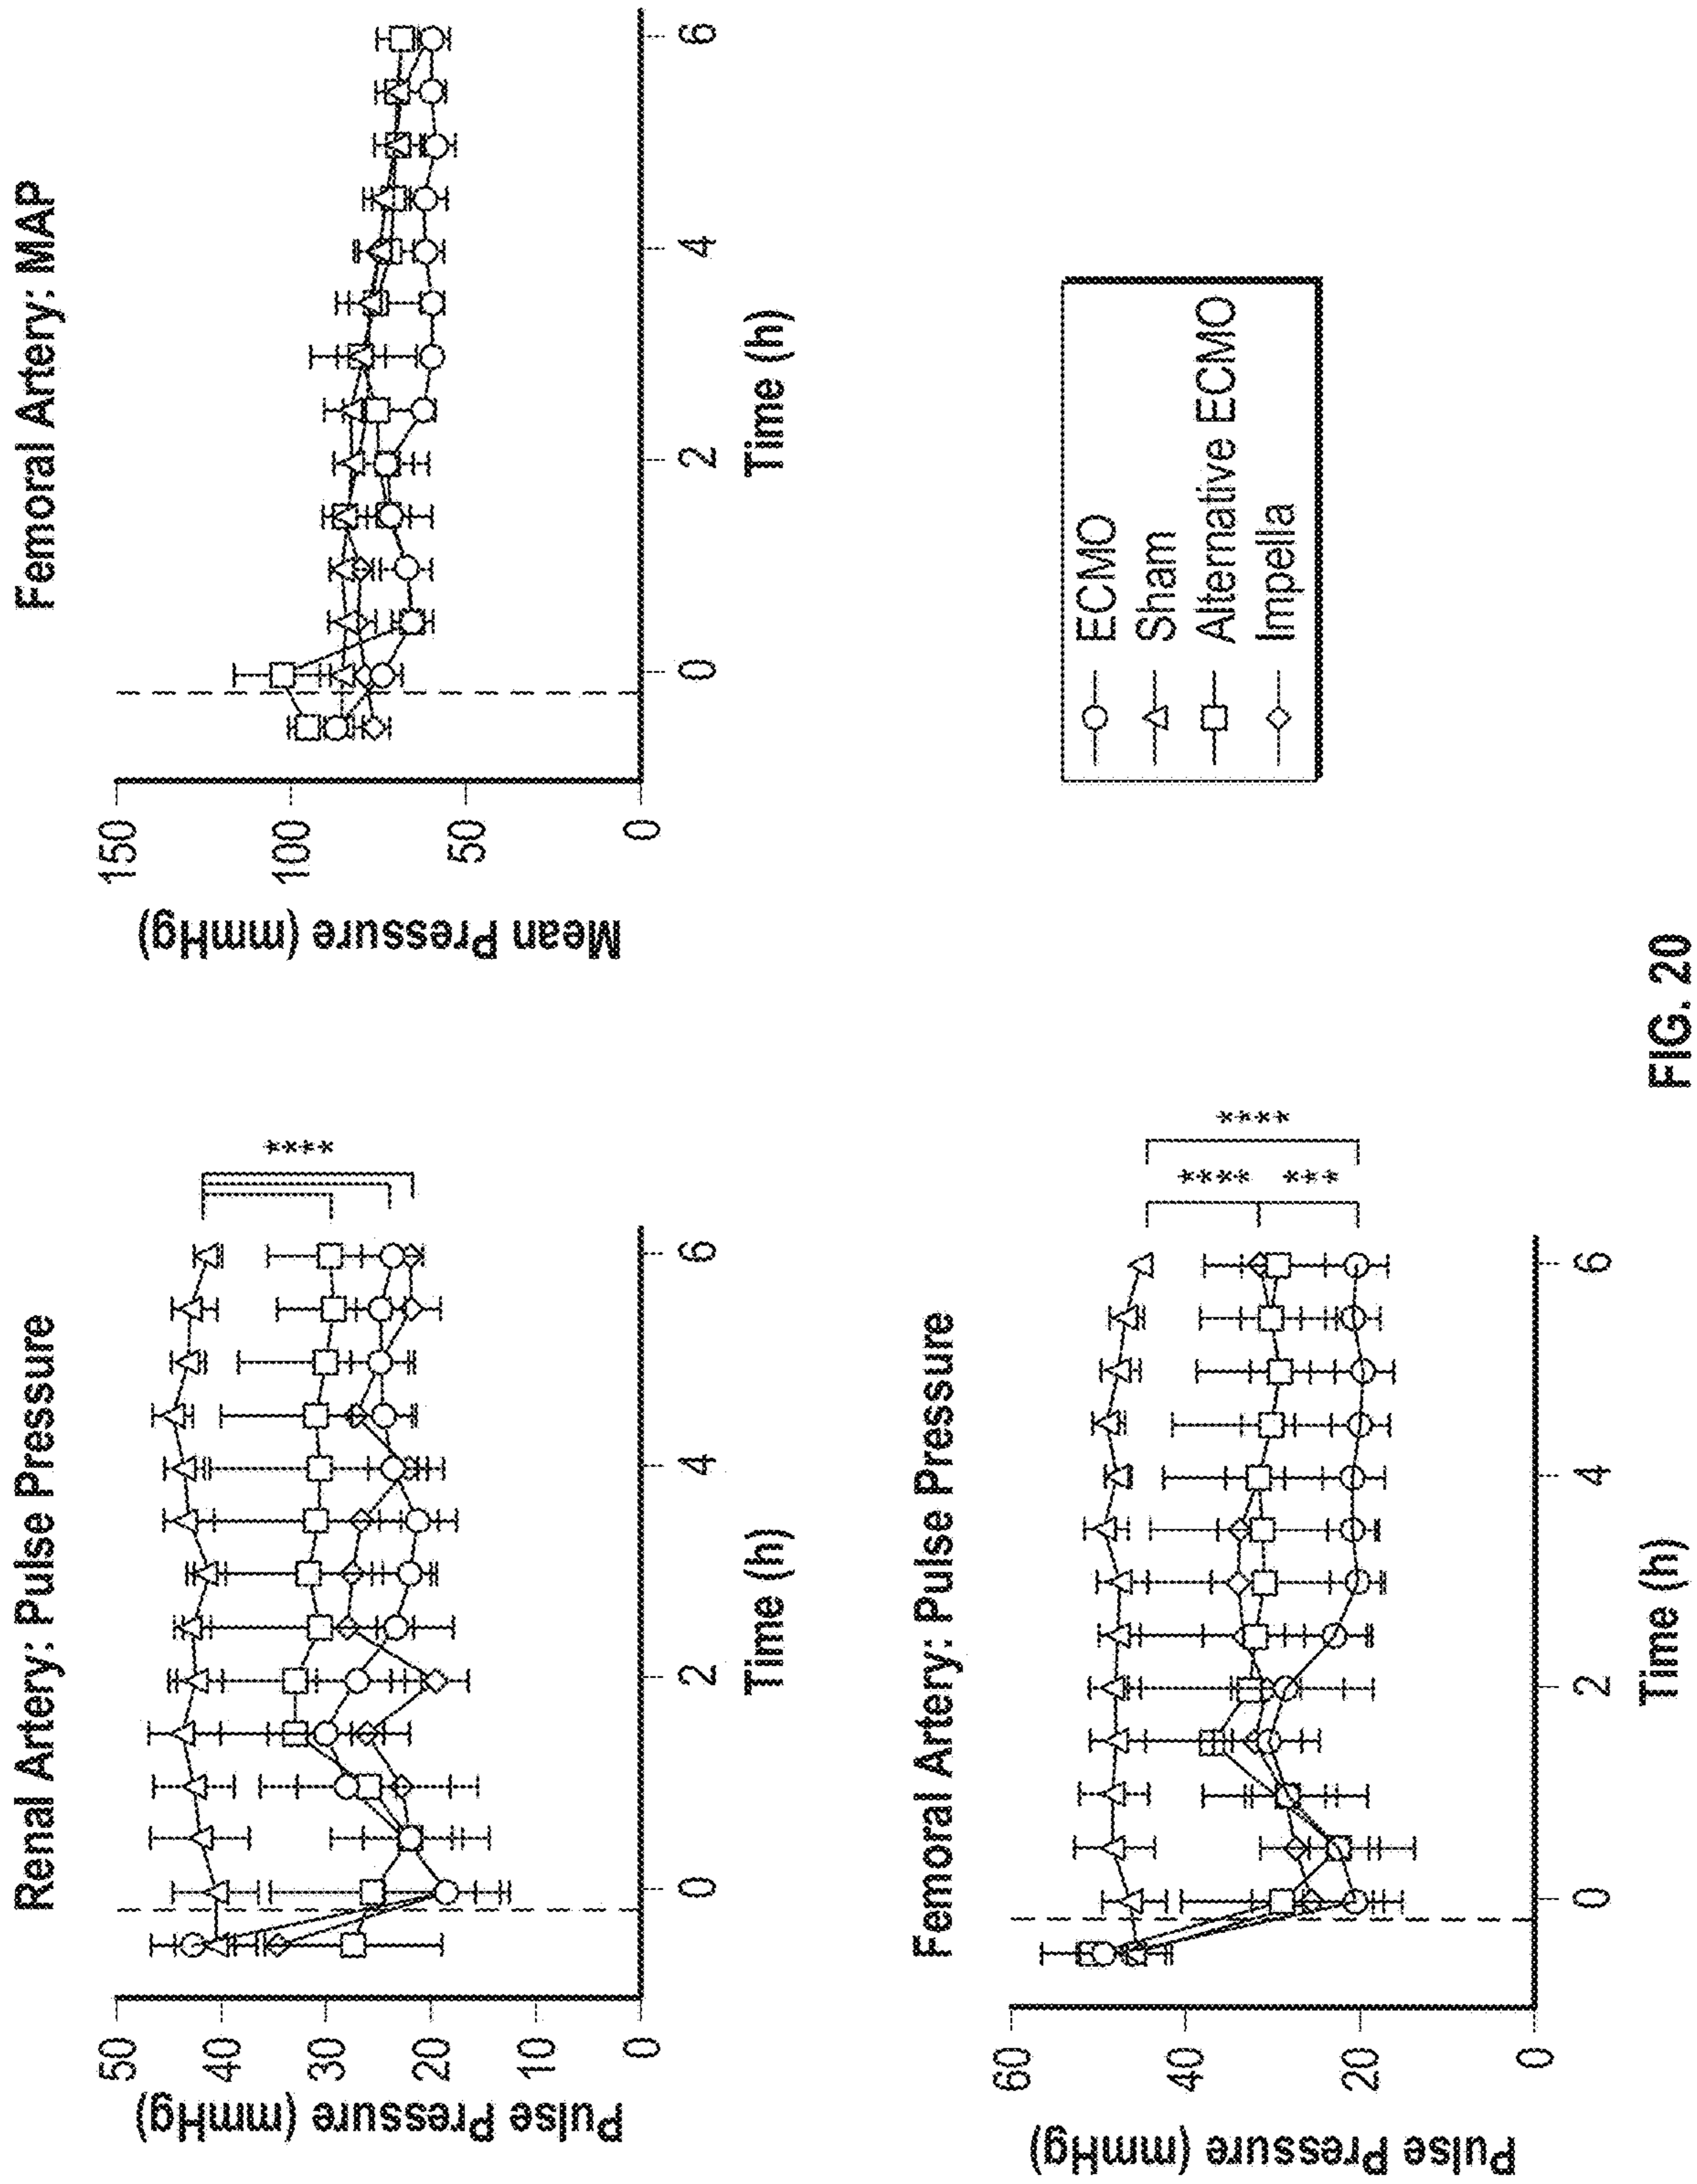 Renal Artery: Pulse Pressure
Pulse Pressure (mmHg)
50
40
30
20
10
0
0
2
4
6
Time (h)
****
Femoral Artery: MAP
Mean Pressure (mmHg)
150
100
50
0
0
2
4
6
Time (h)
Femoral Artery: Pulse Pressure
Pulse Pressure (mmHg)
60
40
20
0
0
2
4
6
Time (h)
****
***
****
ECMO
Sham
Alternative ECMO
Impella
FIG. 20